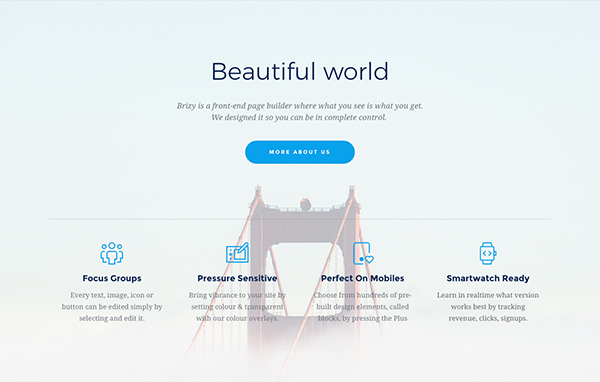 Beautiful world
Brizy is a front-end page builder where what you see is what you get.
We designed it so you can be in complete control.
MORE ABOUT US
Focus Groups
Every text, image, icon or
button can be edited simply by
selecting and edit it.
Pressure Sensitive
Bring vibrance to your site by
setting colour & transparent
with our colour overlays.
Perfect On Mobiles
Choose from hundreds of pre-
built design elements, called
blocks, by pressing the Plus
Smartwatch Ready
Learn in realtime what version
works best by tracking
revenue, clicks, signups.